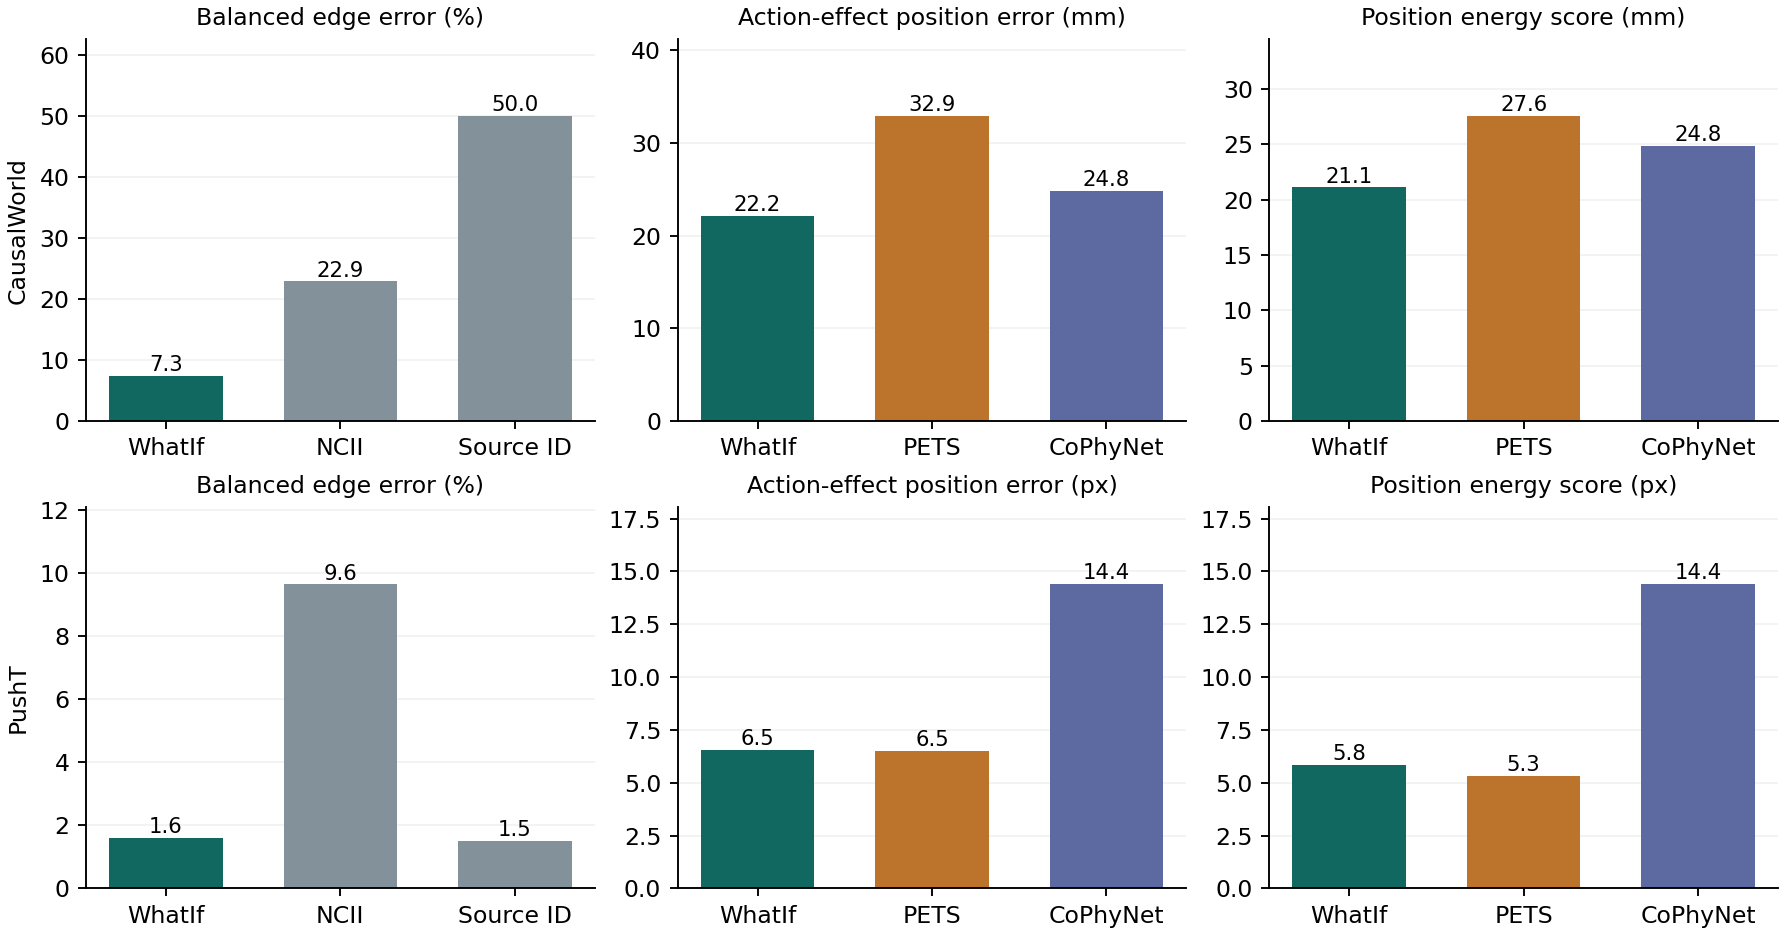 Balanced edge error (%)
60
50
40
30
20
10
0
CausalWorld
7.3
22.9
50.0
WhatIf
NCII
Source ID
Action-effect position error (mm)
40
30
20
10
0
22.2
32.9
24.8
WhatIf
PETS
CoPhyNet
Position energy score (mm)
30
25
20
15
10
5
0
21.1
27.6
24.8
WhatIf
PETS
CoPhyNet
Balanced edge error (%)
12
10
8
6
4
2
0
PushT
1.6
9.6
1.5
WhatIf
NCII
Source ID
Action-effect position error (px)
17.5
15.0
12.5
10.0
7.5
5.0
2.5
0.0
6.5
6.5
14.4
WhatIf
PETS
CoPhyNet
Position energy score (px)
17.5
15.0
12.5
10.0
7.5
5.0
2.5
0.0
5.8
5.3
14.4
WhatIf
PETS
CoPhyNet